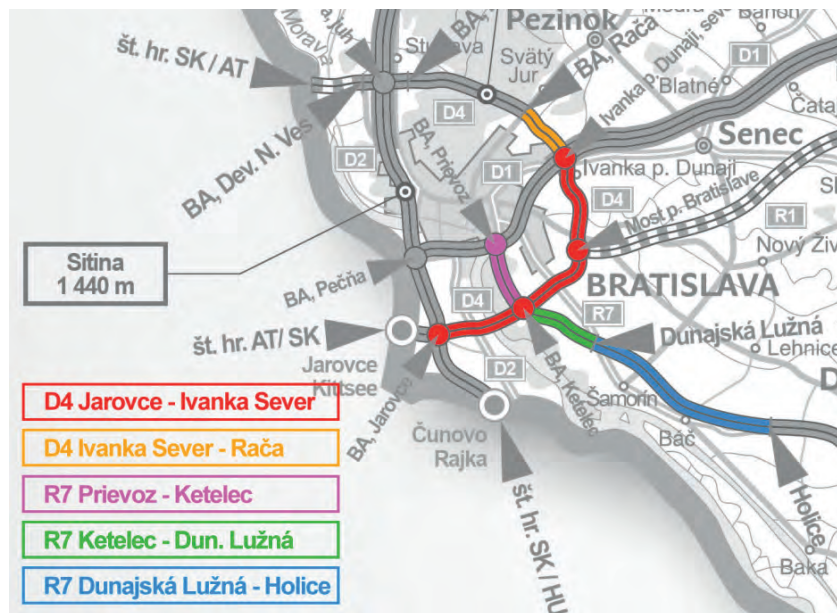 Morava
Stupava
Pezinok
Svätý
Jur
BA, Rača
Ivanka p. Dunaji, sever
D1
Blatné
Senec
št. hr. SK / AT
BA, Dev. N. Ves
D4
D2
BA, Prievoz
D1
Ivanka p. Dunaji
D4
Most p. Bratislave
R1
Sitina
1 440 m
BA, Pečňa
BRATISLAVA
D4
R7
Dunajská Lužná
Lehnice
št. hr. AT/ SK
Jarovce
Kittsee
D2
BA, Jarovce
BA, Ketelec
Šamorín
Báč
Čunovo
Rajka
št. hr. SK / HU
Holice
Baka
D4 Jarovce - Ivanka Sever
D4 Ivanka Sever - Rača
R7 Prievoz - Ketelec
R7 Ketelec - Dun. Lužná
R7 Dunajská Lužná - Holice